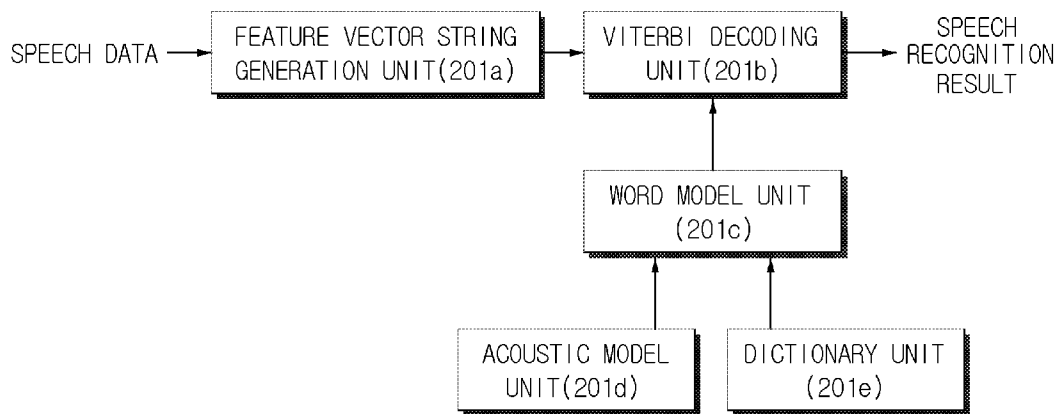 SPEECH DATA
FEATURE VECTOR STRING
GENERATION UNIT(201a)
VITERBI DECODING
UNIT(201b)
SPEECH
RECOGNITION
RESULT
WORD MODEL UNIT
(201c)
ACOUSTIC MODEL
UNIT(201d)
DICTIONARY UNIT
(201e)